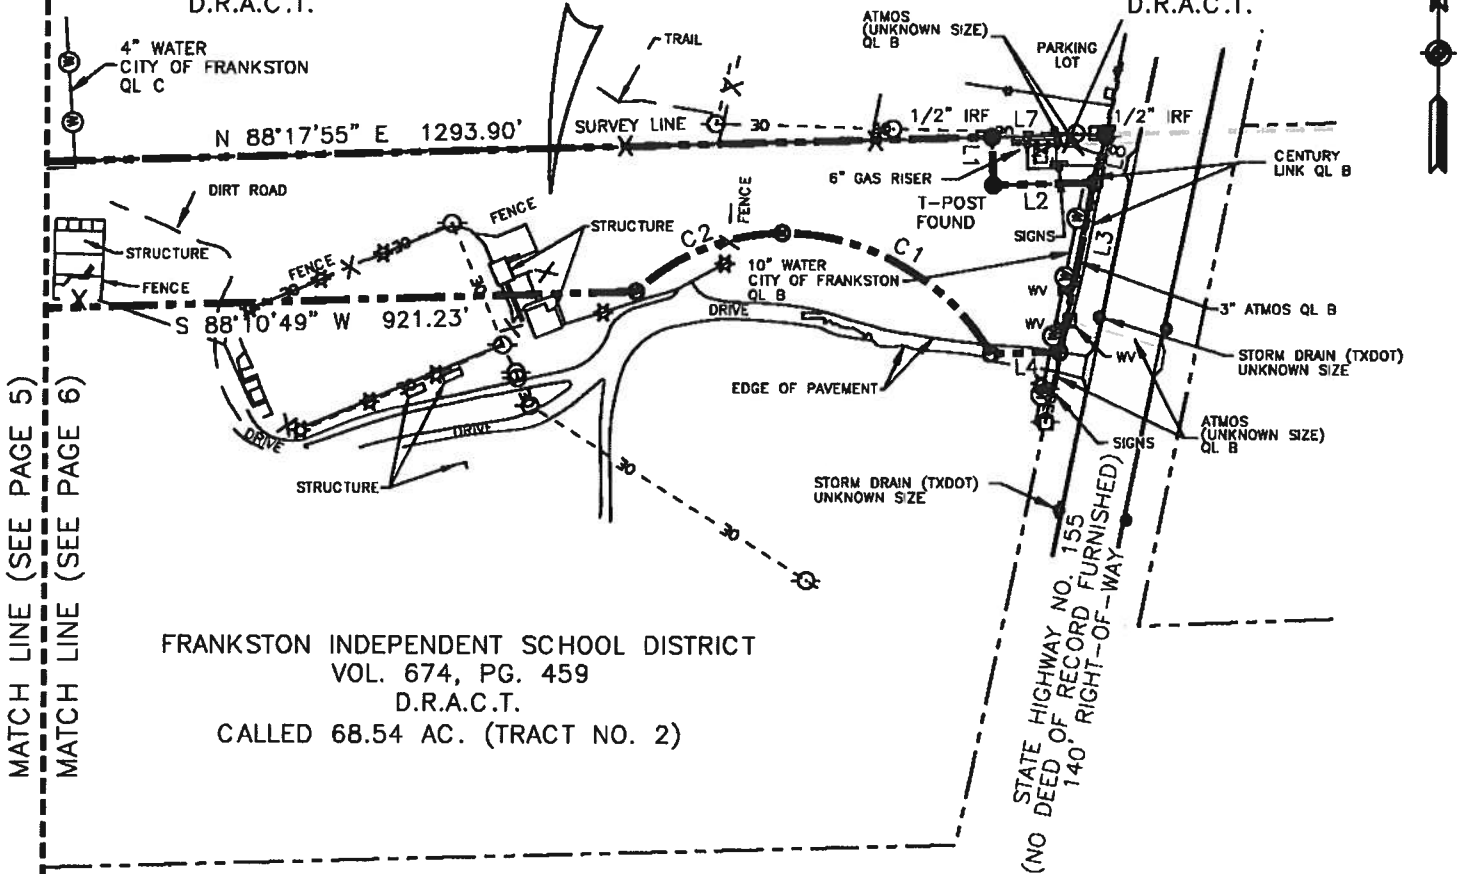 D.R.A.C.T.
D.R.A.C.T.
N
4" WATER
CITY OF FRANKSTON
QL C
TRAIL
ATMOS
(UNKNOWN SIZE)
QL B
PARKING
LOT
N 88°17'55" E 1293.90'
SURVEY LINE
30
1/2" IRF
L7
1/2" IRF
L1
L8
6" GAS RISER
L2
CENTURY
LINK QL B
T-POST
FOUND
SIGNS
DIRT ROAD
STRUCTURE
FENCE
FENCE
30
FENCE
30
STRUCTURE
C2
FENCE
C1
L3
10" WATER
CITY OF FRANKSTON
QL B
WV
WV
WV
3" ATMOS QL B
S 88°10'49" W 921.23'
DRIVE
STORM DRAIN (TXDOT)
UNKNOWN SIZE
L4
EDGE OF PAVEMENT
30
30
DRIVE
DRIVE
SIGNS
ATMOS
(UNKNOWN SIZE)
QL B
STRUCTURE
30
30
STORM DRAIN (TXDOT)
UNKNOWN SIZE
MATCH LINE (SEE PAGE 5)
MATCH LINE (SEE PAGE 6)
FRANKSTON INDEPENDENT SCHOOL DISTRICT
VOL. 674, PG. 459
D.R.A.C.T.
CALLED 68.54 AC. (TRACT NO. 2)
STATE HIGHWAY NO. 155
(NO DEED OF RECORD FURNISHED)
140' RIGHT-OF-WAY